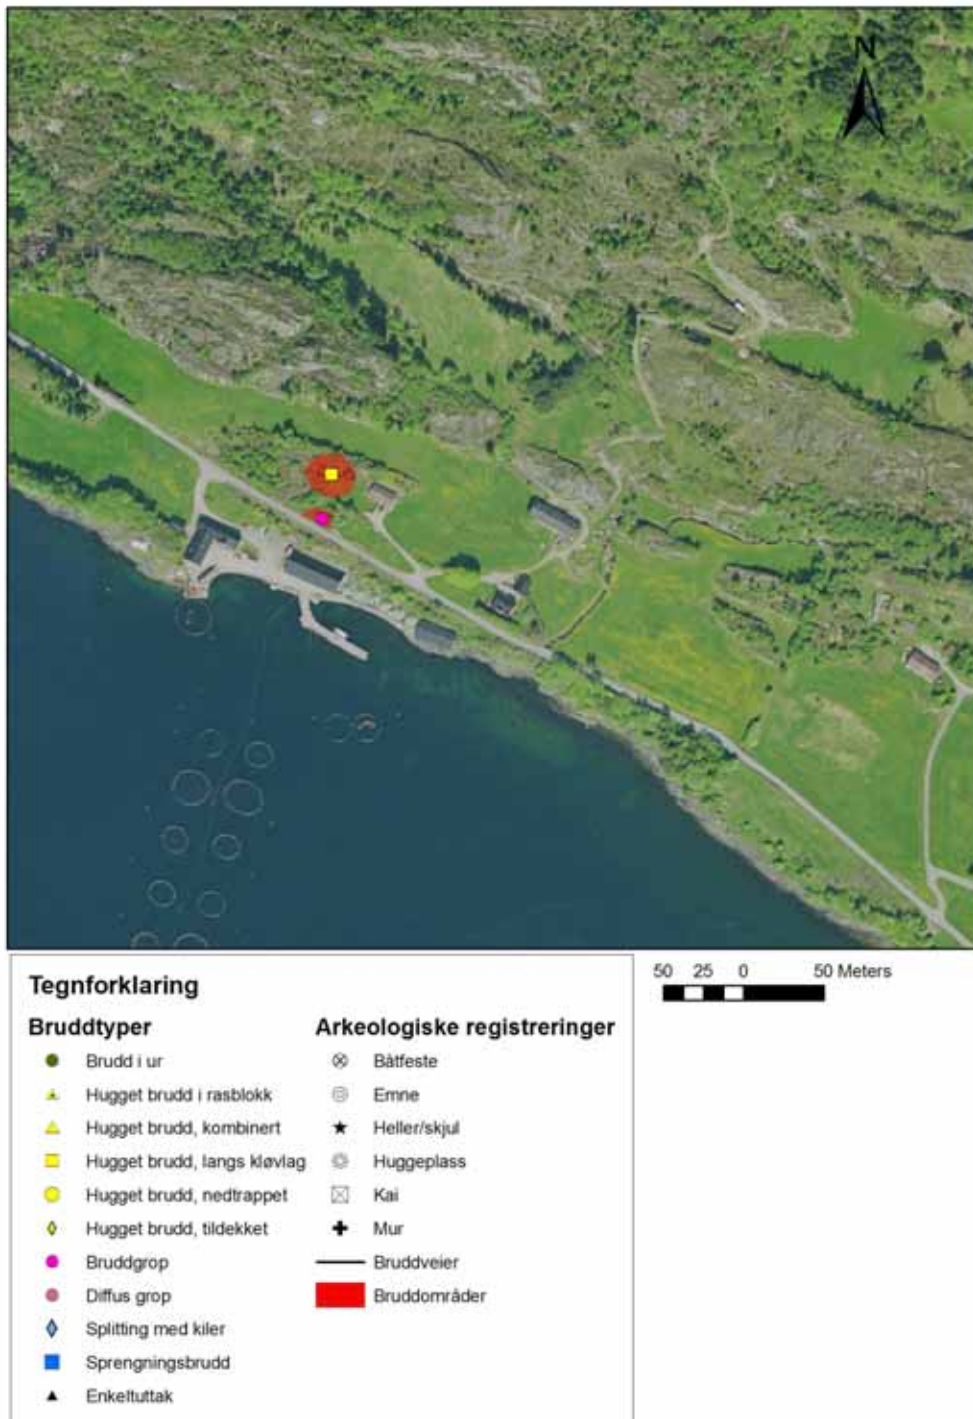 N
50 25 0 50 Meters
Tegnforklaring
Bruddtyper
Brudd i ur
Hugget brudd i rasblokk
Hugget brudd, kombinert
Hugget brudd, langs kløvlag
Hugget brudd, nedtrappet
Hugget brudd, tildekket
Bruddgrop
Diffus grop
Splitting med kiler
Sprengningsbrudd
Enkeltuttak
Arkeologiske registreringer
Båtfeste
Emne
Heller/skjul
Huggeplass
Kai
Mur
Bruddveier
Bruddområder